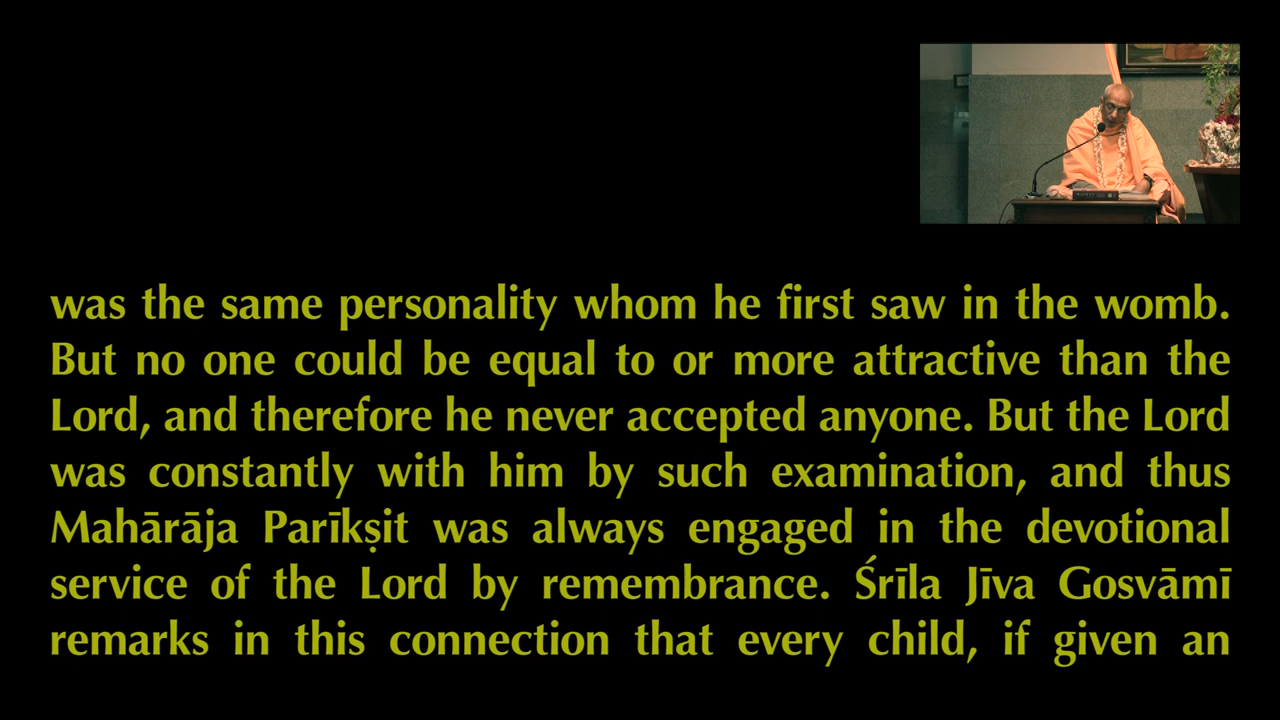 was the same personality whom he first saw in the womb.
But no one could be equal to or more attractive than the
Lord, and therefore he never accepted anyone. But the Lord
was constantly with him by such examination, and thus
Mahārāja Parīkṣit was always engaged in the devotional
service of the Lord by remembrance. Śrīla Jīva Gosvāmī
remarks in this connection that every child, if given an